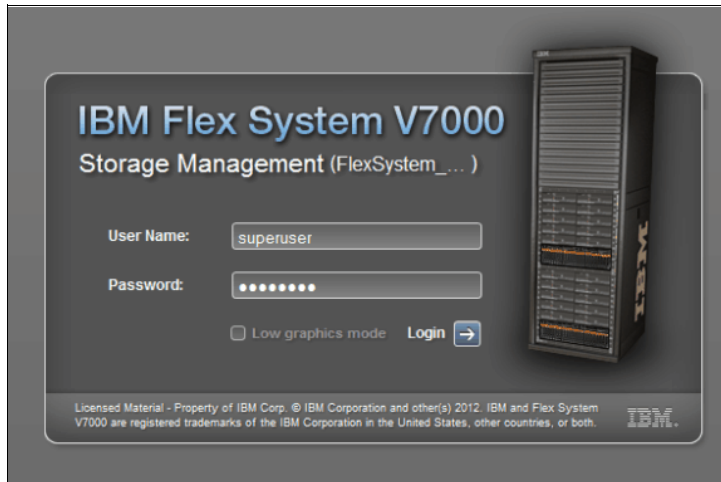 IBM Flex System V7000
Storage Management (FlexSystem_... )
User Name:
superuser
Password:
Low graphics mode
Login
Licensed Material - Property of IBM Corp. © IBM Corporation and other(s) 2012. IBM and Flex System
V7000 are registered trademarks of the IBM Corporation in the United States, other countries, or both.
IBM.
IBM